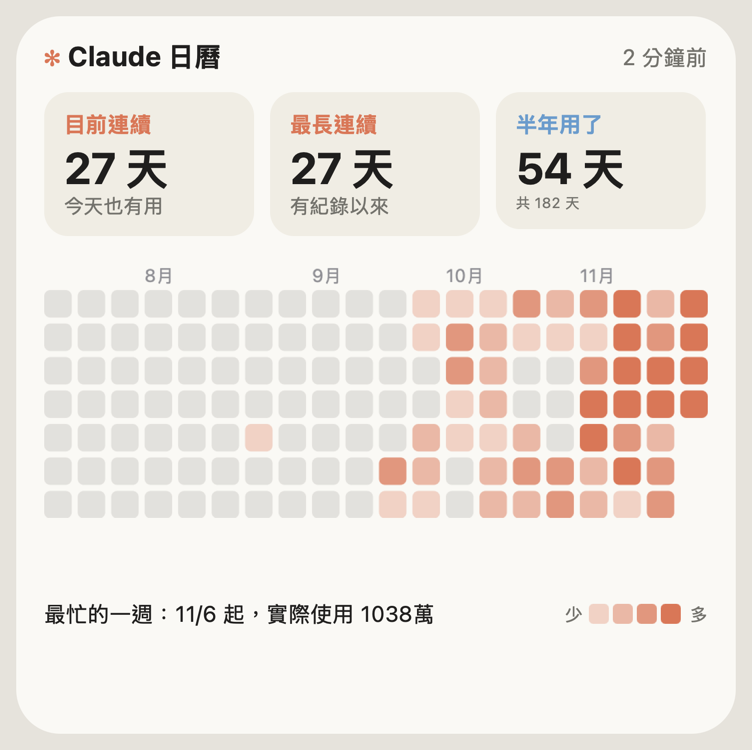 Claude 日曆
2 分鐘前
目前連續
27 天
今天也有用
最長連續
27 天
有紀錄以來
半年用了
54 天
共 182 天
8月
9月
10月
11月
最忙的一週：11/6 起，實際使用 1038萬
少
多